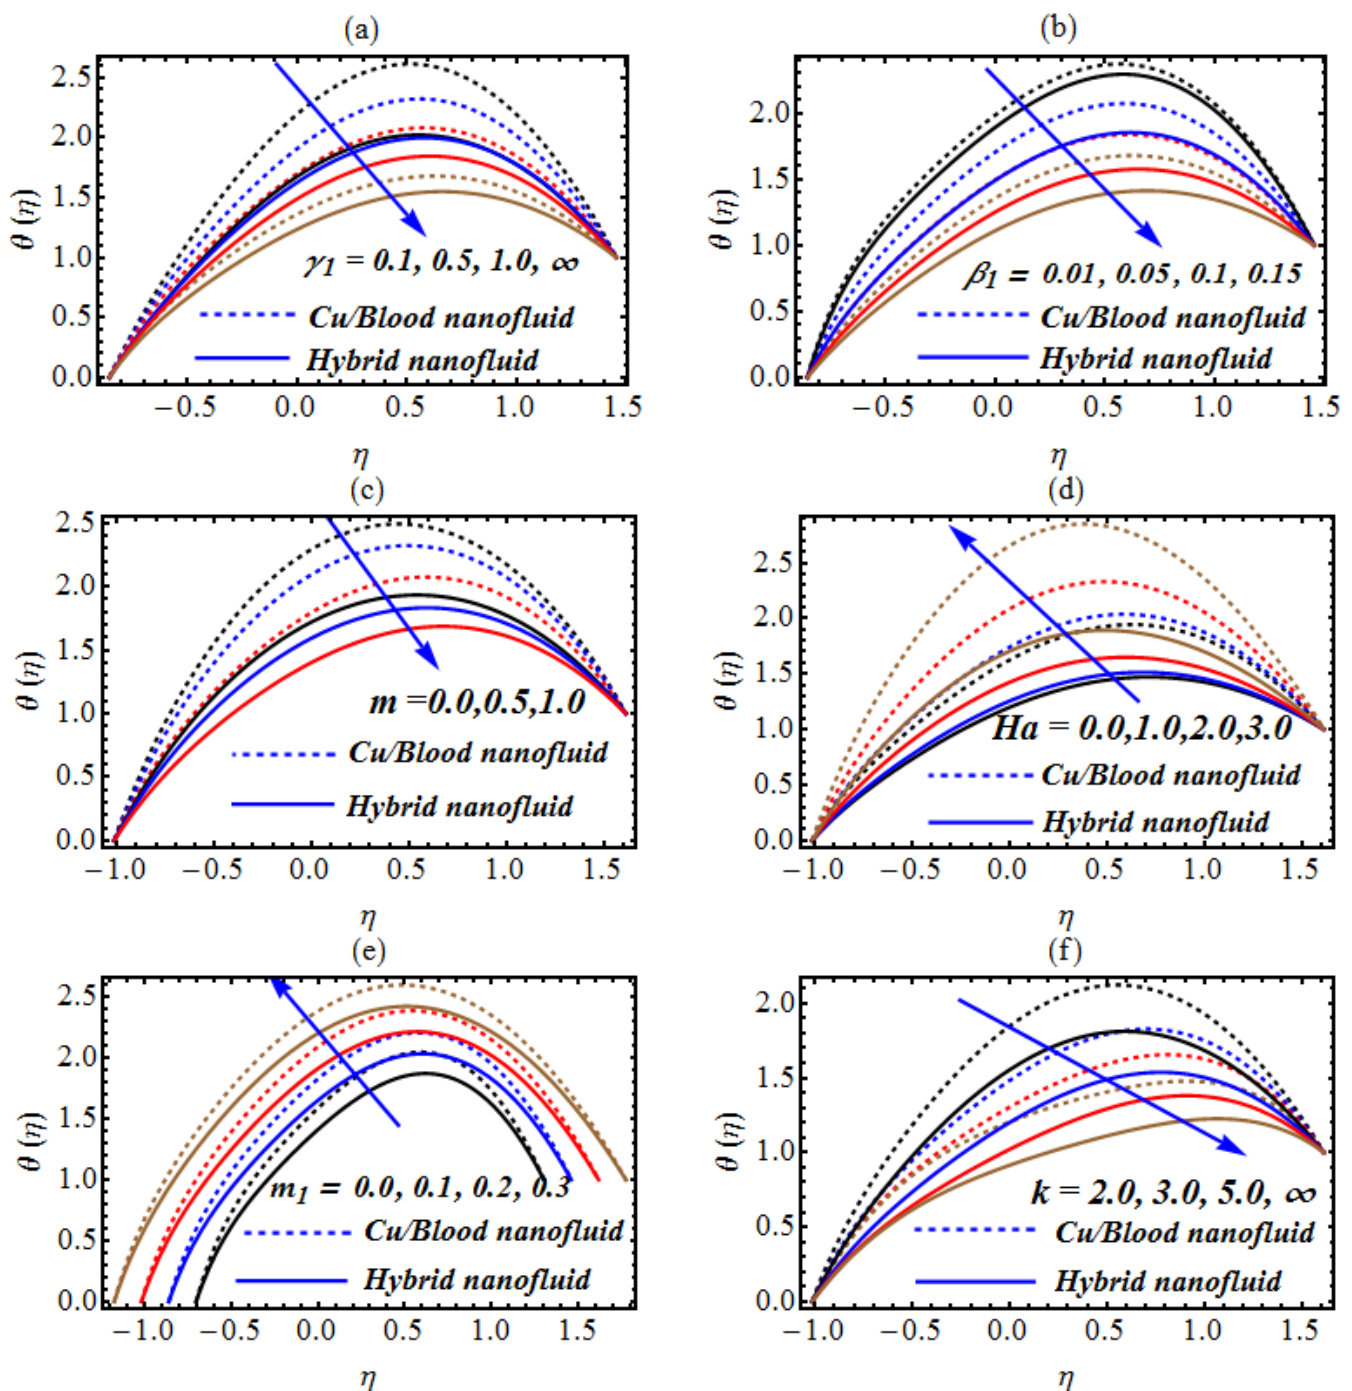 (a)
θ (η)
2.5
2.0
1.5
1.0
0.5
0.0
γ1 = 0.1, 0.5, 1.0, ∞
Cu/Blood nanofluid
Hybrid nanofluid
−0.5 0.0 0.5 1.0 1.5
η
(b)
θ (η)
2.0
1.5
1.0
0.5
0.0
β1 = 0.01, 0.05, 0.1, 0.15
Cu/Blood nanofluid
Hybrid nanofluid
−0.5 0.0 0.5 1.0 1.5
η
(c)
θ (η)
2.5
2.0
1.5
1.0
0.5
0.0
m =0.0,0.5,1.0
Cu/Blood nanofluid
Hybrid nanofluid
−1.0 −0.5 0.0 0.5 1.0 1.5
η
(d)
θ (η)
2.5
2.0
1.5
1.0
0.5
0.0
Ha = 0.0,1.0,2.0,3.0
Cu/Blood nanofluid
Hybrid nanofluid
−1.0 −0.5 0.0 0.5 1.0 1.5
η
(e)
θ (η)
2.5
2.0
1.5
1.0
0.5
0.0
m1 = 0.0, 0.1, 0.2, 0.3
Cu/Blood nanofluid
Hybrid nanofluid
−1.0 −0.5 0.0 0.5 1.0 1.5
η
(f)
θ (η)
2.0
1.5
1.0
0.5
0.0
k = 2.0, 3.0, 5.0, ∞
Cu/Blood nanofluid
Hybrid nanofluid
−1.0 −0.5 0.0 0.5 1.0 1.5
η